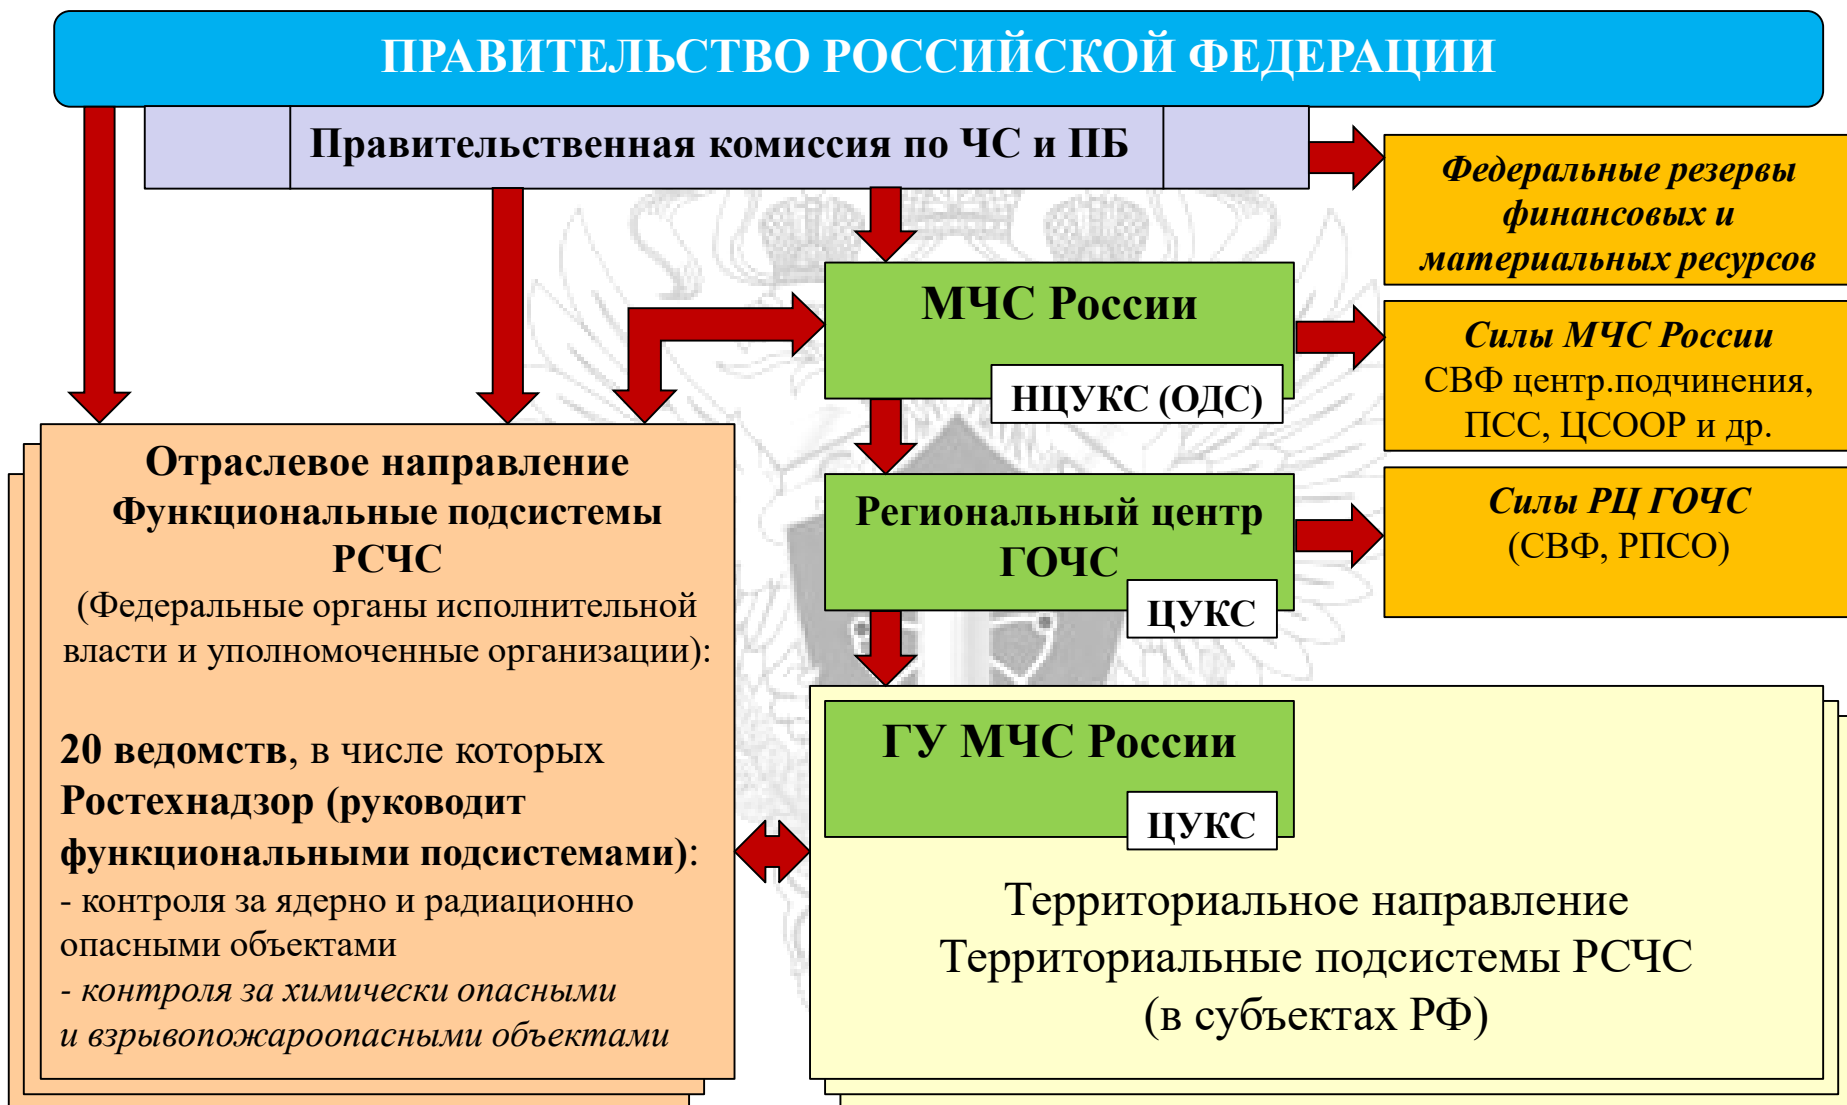 ПРАВИТЕЛЬСТВО РОССИЙСКОЙ ФЕДЕРАЦИИ
Правительственная комиссия по ЧС и ПБ
Федеральные резервы
финансовых и
материальных ресурсов
МЧС России
НЦУКС (ОДС)
Силы МЧС России
СВФ центр.подчинения,
ПСС, ЦСООР и др.
Региональный центр
ГОЧС
ЦУКС
Силы РЦ ГОЧС
(СВФ, РПСО)
Отраслевое направление
Функциональные подсистемы
РСЧС
(Федеральные органы исполнительной
власти и уполномоченные организации):
20 ведомств, в числе которых
Ростехнадзор (руководит
функциональными подсистемами):
- контроля за ядерно и радиационно
опасными объектами
- контроля за химически опасными
и взрывопожароопасными объектами
ГУ МЧС России
ЦУКС
Территориальное направление
Территориальные подсистемы РСЧС
(в субъектах РФ)